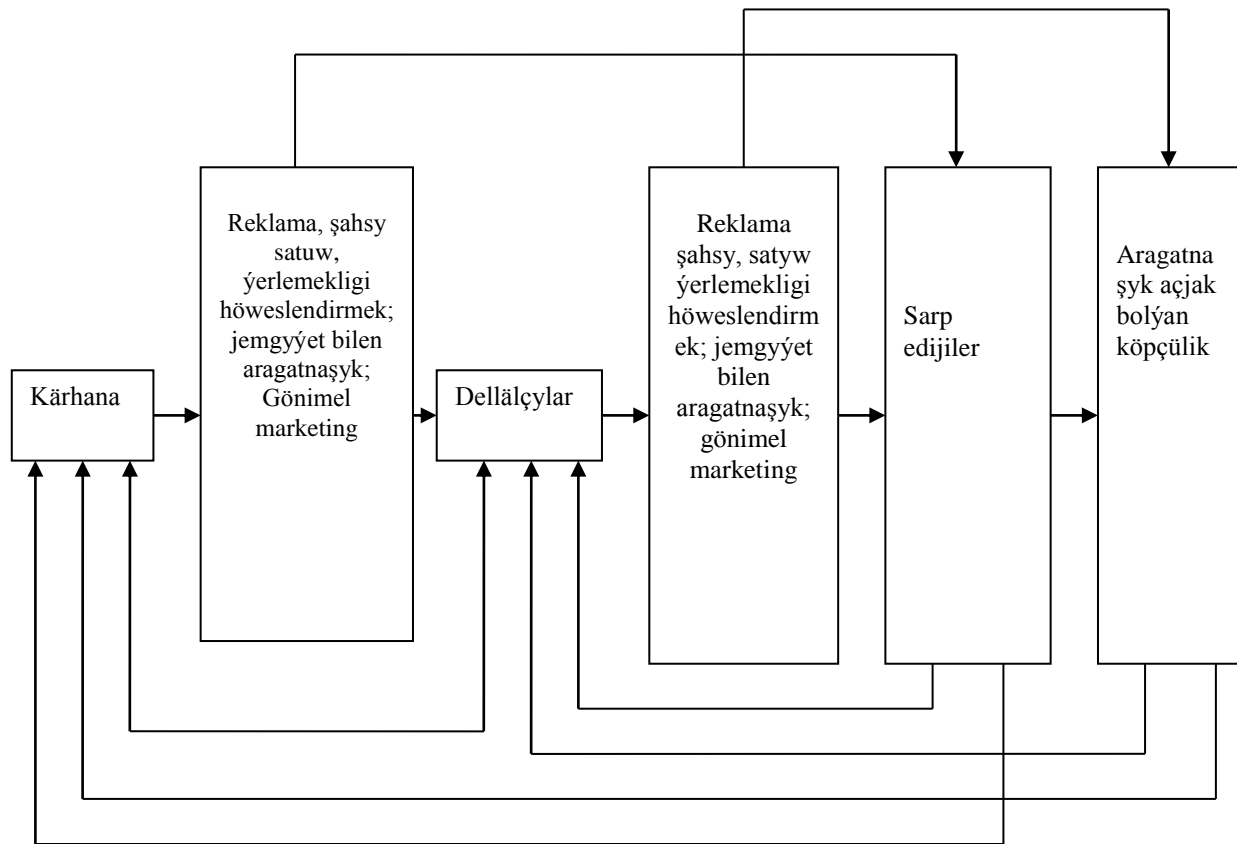 Kärhana
Reklama, şahsy
satuw,
ýerlemekligi
höweslendirmek;
jemgyýet bilen
aragatnaşyk;
Gönimel
marketing
Dellälçylar
Reklama
şahsy, satyw
ýerlemekligi
höweslendirm
ek; jemgyýet
bilen
aragatnaşyk;
gönimel
marketing
Sarp
edijiler
Aragatna
şyk açjak
bolýan
köpçülik